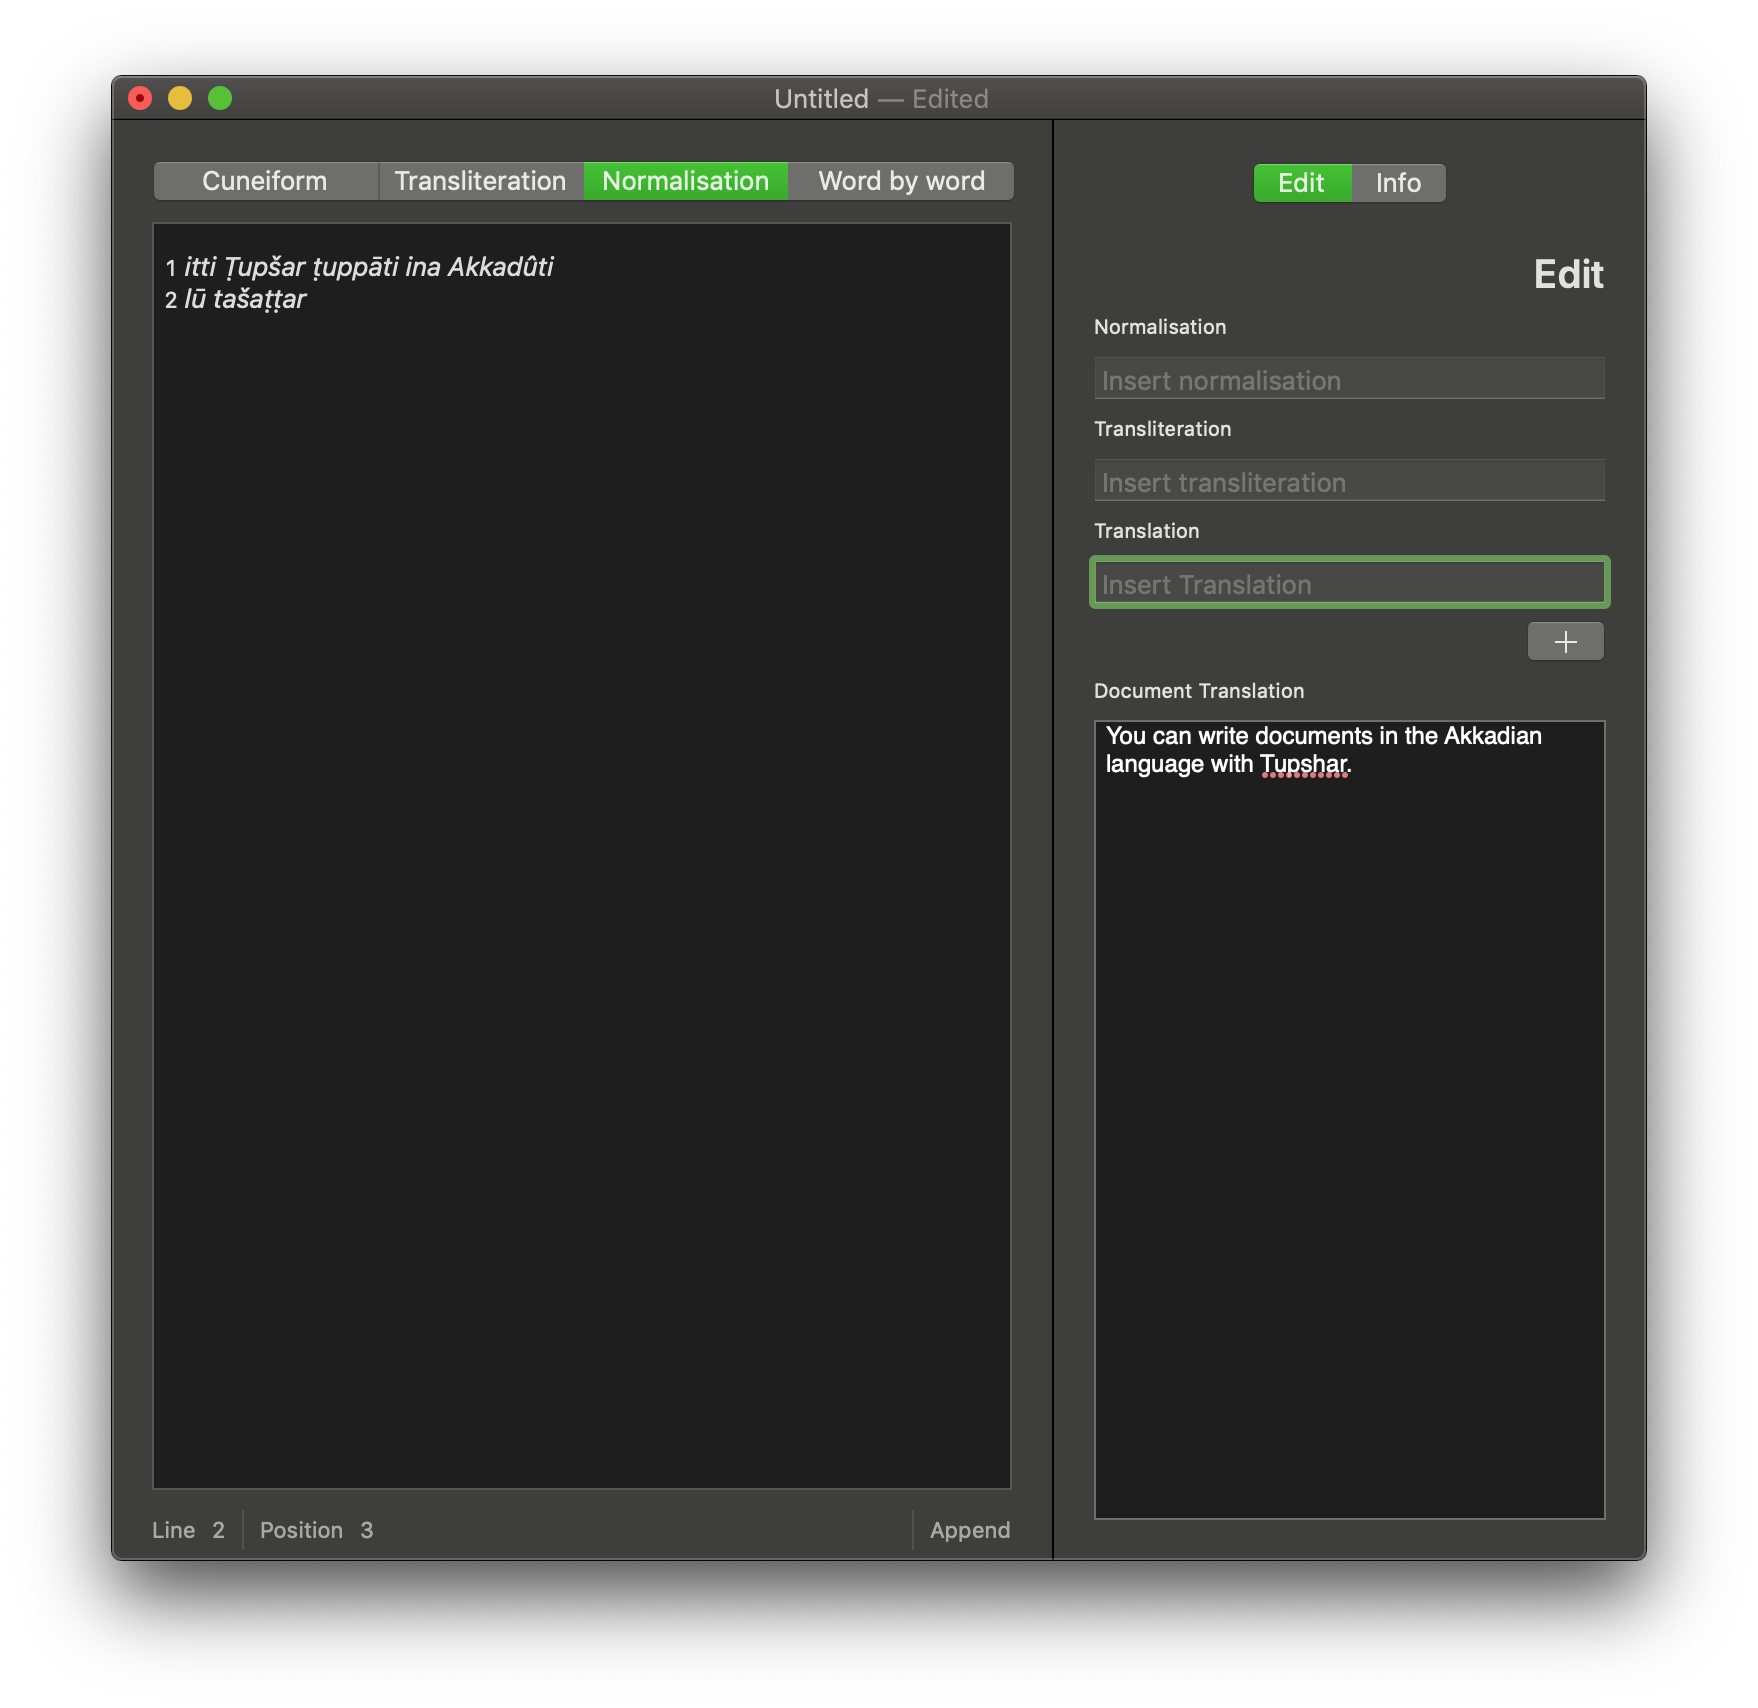 Untitled — Edited
Cuneiform Transliteration Normalisation Word by word
1 itti Ṭupšar ṭuppāti ina Akkadûti
2 lū tašaṭṭar
Line 2 Position 3 Append
Edit Info
Edit
Normalisation
Insert normalisation
Transliteration
Insert transliteration
Translation
Insert Translation
+
Document Translation
You can write documents in the Akkadian
language with Tupshar.